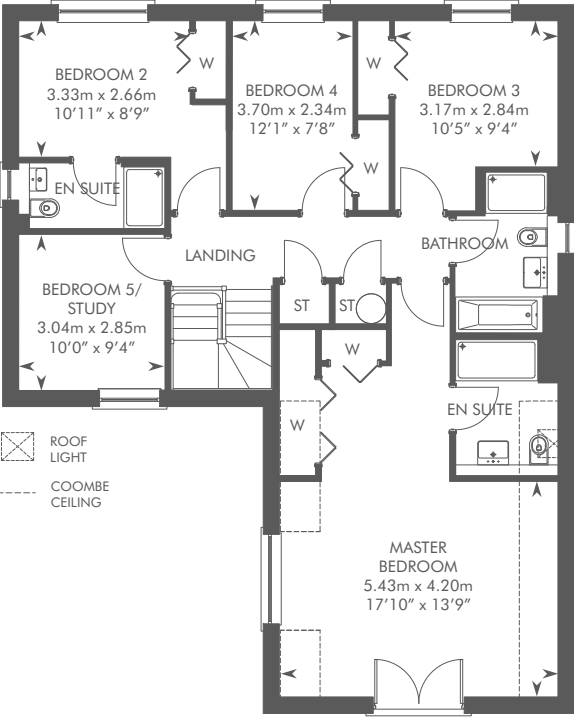 BEDROOM 2
3.33m x 2.66m
10’11” x 8’9”
W
BEDROOM 4
3.70m x 2.34m
12’1” x 7’8”
W
W
BEDROOM 3
3.17m x 2.84m
10’5” x 9’4”
EN SUITE
LANDING
BATHROOM
BEDROOM 5/
STUDY
3.04m x 2.85m
10’0” x 9’4”
ST
ST
W
W
EN SUITE
ROOF
LIGHT
COOMBE
CEILING
MASTER
BEDROOM
5.43m x 4.20m
17’10” x 13’9”